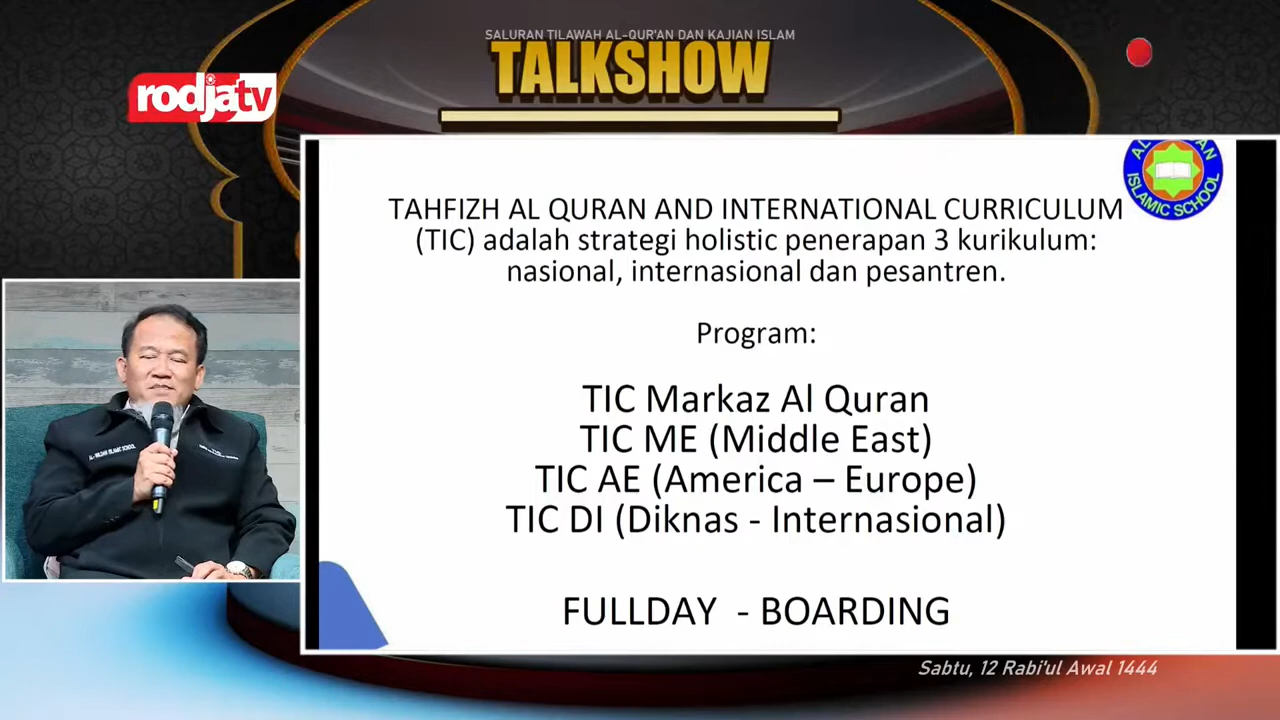 SALURAN TILAWAH AL-QUR'AN DAN KAJIAN ISLAM
TALKSHOW
rodjatv
ISLAMIC SCHOOL
TAHFIZH AL QURAN AND INTERNATIONAL CURRICULUM
(TIC) adalah strategi holistic penerapan 3 kurikulum:
nasional, internasional dan pesantren.
Program:
TIC Markaz Al Quran
TIC ME (Middle East)
TIC AE (America – Europe)
TIC DI (Diknas - Internasional)
FULLDAY - BOARDING
Sabtu, 12 Rabi'ul Awal 1444